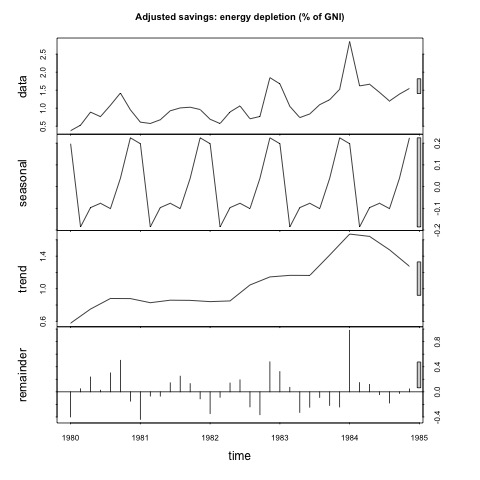 Adjusted savings: energy depletion (% of GNI)
data
0.5 1.0 1.5 2.0 2.5
seasonal
-0.2 -0.1 0.0 0.1 0.2
trend
0.6 1.0 1.4
remainder
-0.4 0.0 0.4 0.8
1980 1981 1982 1983 1984 1985
time